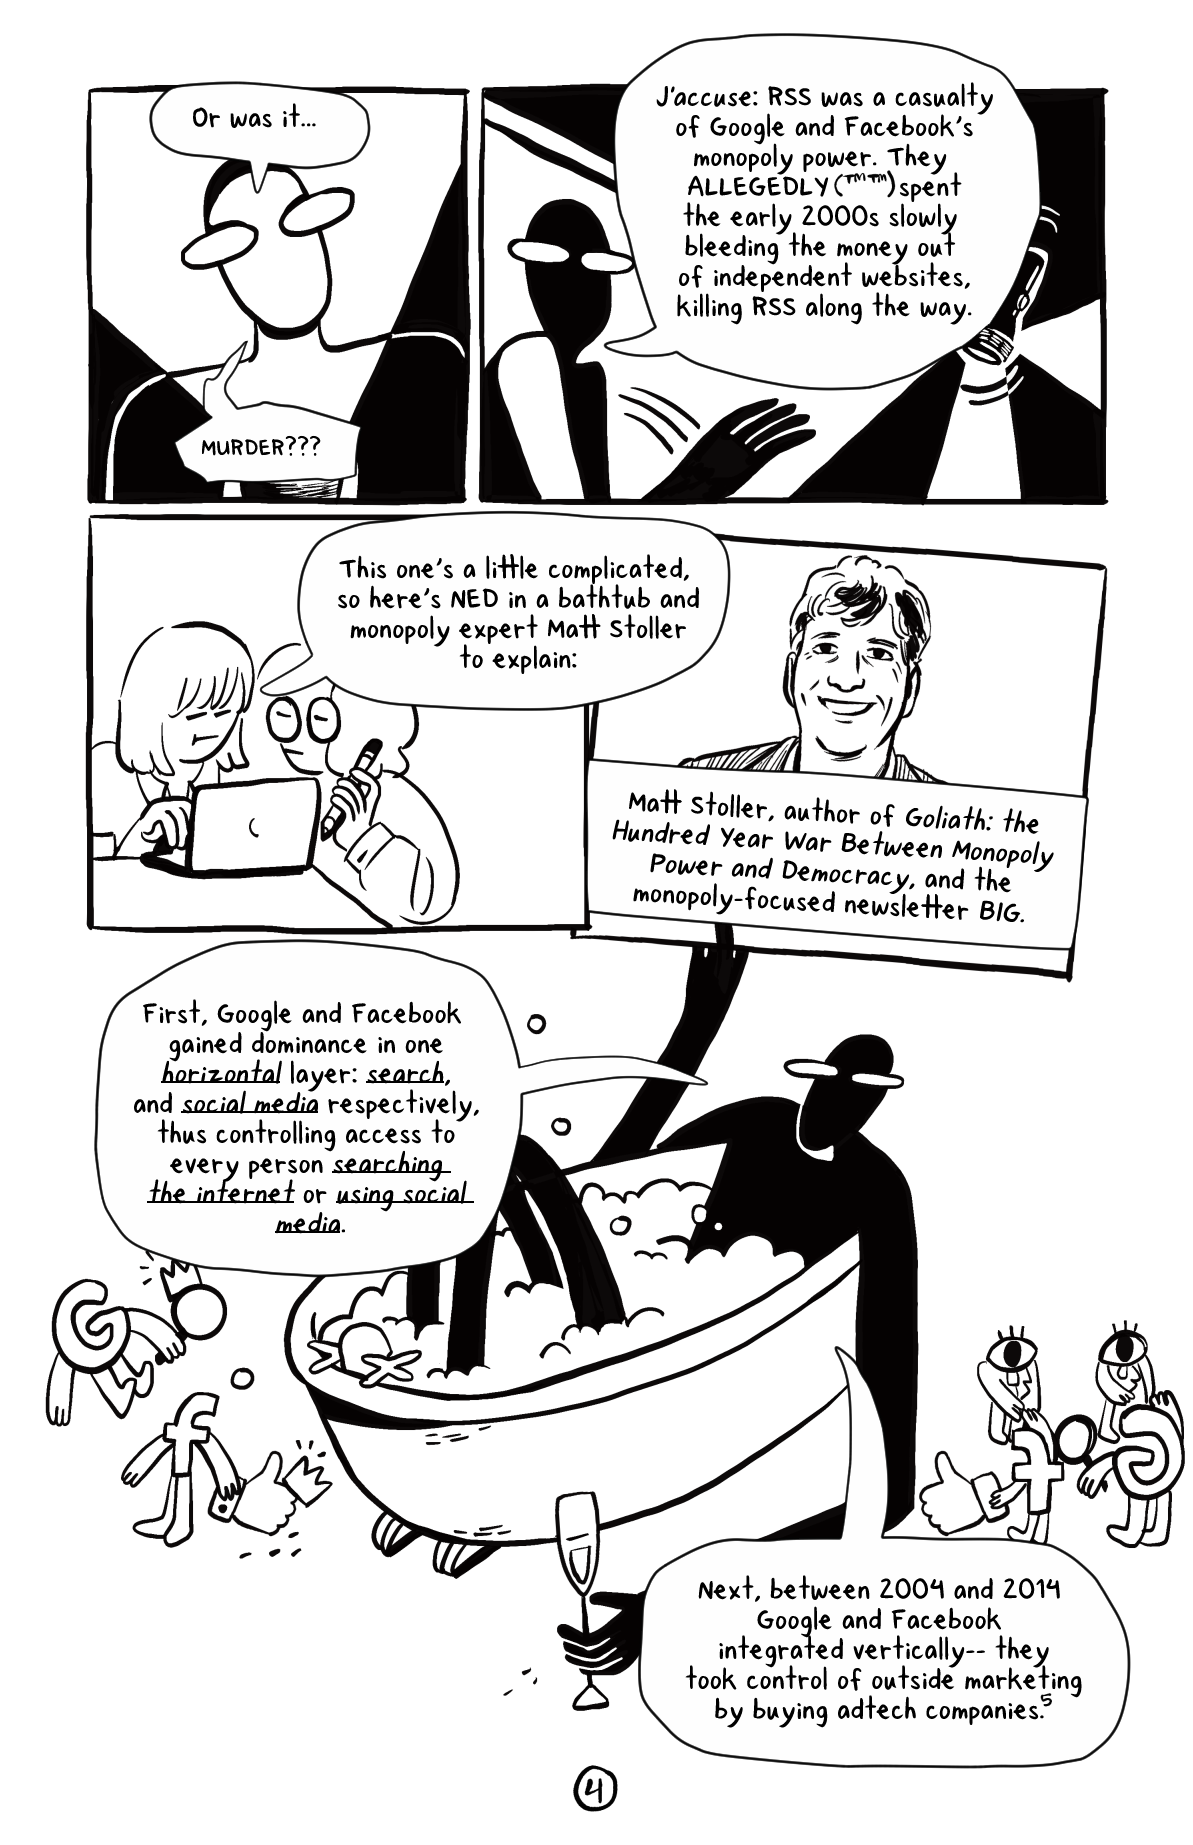 Or was it...
MURDER???
J'accuse: RSS was a casualty
of Google and Facebook's
monopoly power. They
ALLEGEDLY(™™)spent
the early 2000s slowly
bleeding the money out
of independent websites,
killing RSS along the way.
This one's a little complicated,
so here's NED in a bathtub and
monopoly expert Matt Stoller
to explain:
Matt Stoller, author of Goliath: the
Hundred Year War Between Monopoly
Power and Democracy, and the
monopoly-focused newsletter BIG.
First, Google and Facebook
gained dominance in one
horizontal layer: search,
and social media respectively,
thus controlling access to
every person searching
the internet or using social
media.
G
f
f
G
Next, between 2004 and 2014
Google and Facebook
integrated vertically-- they
took control of outside marketing
by buying adtech companies.5
4